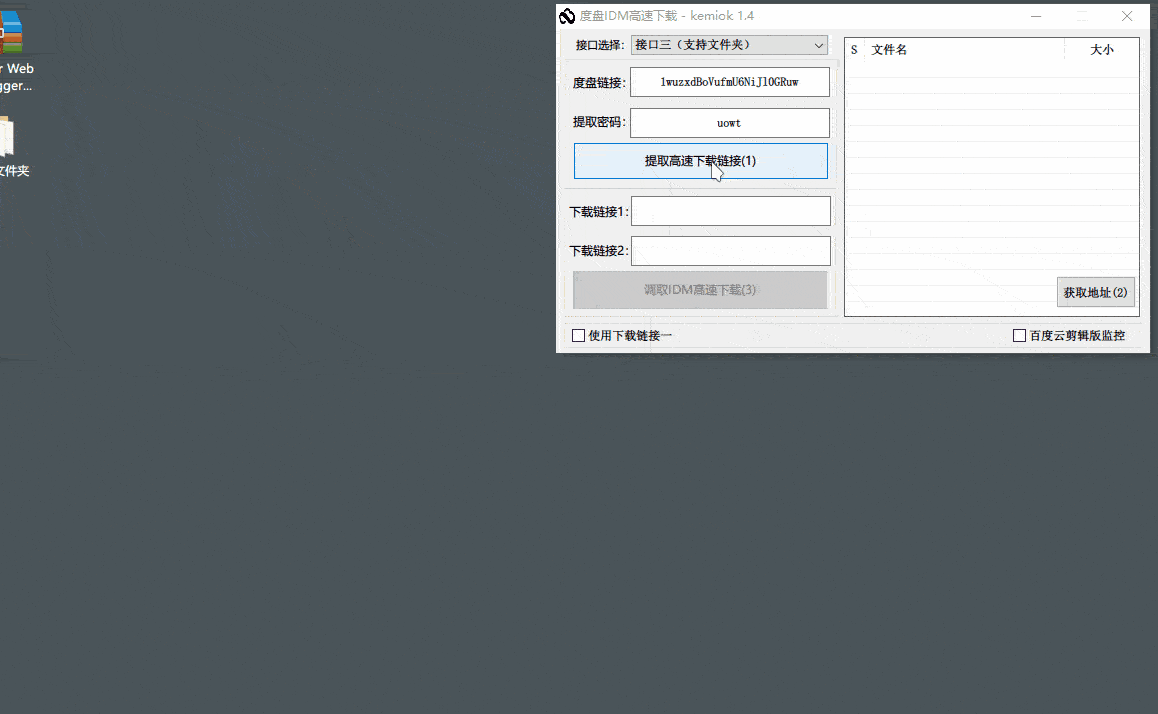 r Web
gger...
文件夹
度盘IDM高速下载 - kemiok 1.4
接口选择: 接口三（支持文件夹）
度盘链接: 1wuzxdBoVufmU6NiJl0GRuw
提取密码: uowt
提取高速下载链接(1)
下载链接1:
下载链接2:
调取IDM高速下载(3)
使用下载链接一
S 文件名 大小
获取地址(2)
百度云剪辑版监控